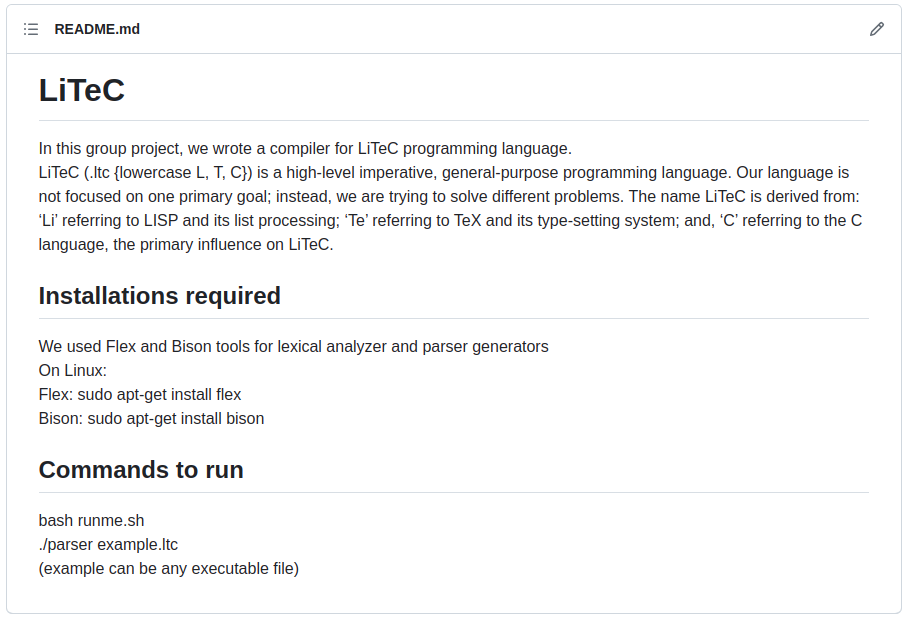 README.md
LiTeC
In this group project, we wrote a compiler for LiTeC programming language.
LiTeC (.ltc {lowercase L, T, C}) is a high-level imperative, general-purpose programming language. Our language is
not focused on one primary goal; instead, we are trying to solve different problems. The name LiTeC is derived from:
‘Li’ referring to LISP and its list processing; ‘Te’ referring to TeX and its type-setting system; and, ‘C’ referring to the C
language, the primary influence on LiTeC.
Installations required
We used Flex and Bison tools for lexical analyzer and parser generators
On Linux:
Flex: sudo apt-get install flex
Bison: sudo apt-get install bison
Commands to run
bash runme.sh
./parser example.ltc
(example can be any executable file)